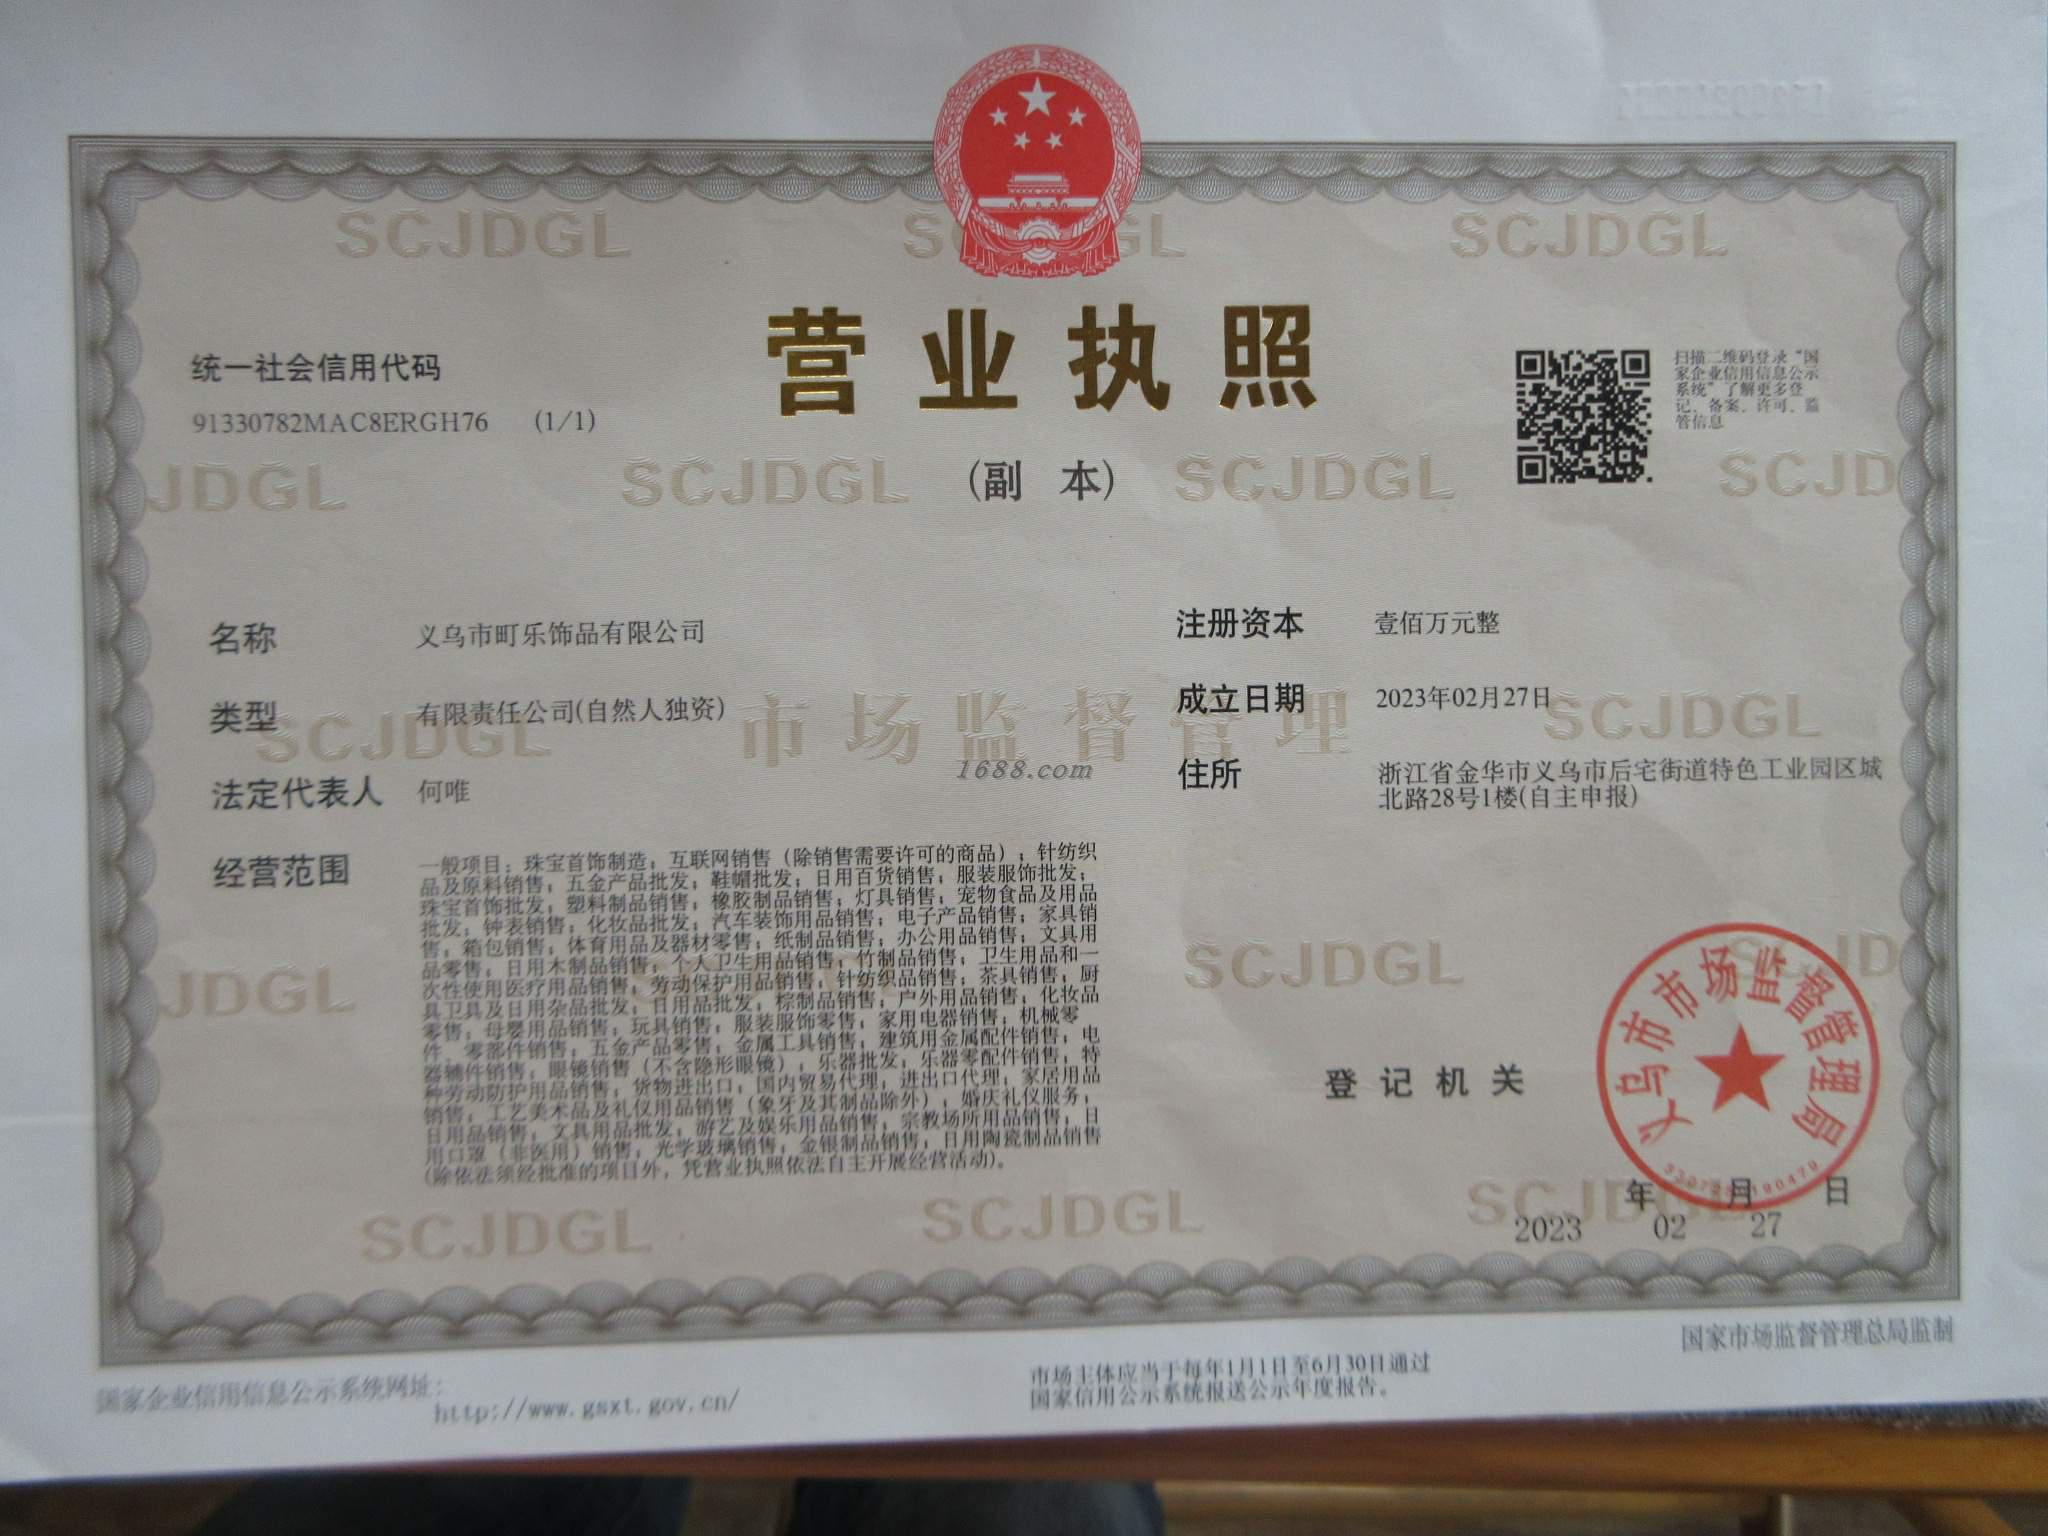 营业执照
(副 本)
统一社会信用代码
91330782MAC8ERGH76 (1/1)
扫描二维码登录“国
家企业信用信息公示
系统”了解更多登
记、备案、许可、监
管信息
名称 义乌市町乐饰品有限公司
类型 有限责任公司(自然人独资)
法定代表人 何唯
经营范围
一般项目：珠宝首饰制造；互联网销售（除销售需要许可的商品）；针纺织
品及原料销售；五金产品批发；鞋帽批发；日用百货销售；服装服饰批发；
珠宝首饰批发；塑料制品销售；橡胶制品销售；灯具销售；宠物食品及用品
批发；钟表销售；化妆品批发；汽车装饰用品销售；电子产品销售；家具销
售；箱包销售；体育用品及器材零售；纸制品销售；办公用品销售；文具用
品零售；日用木制品销售；个人卫生用品销售；竹制品销售；卫生用品和一
次性使用医疗用品销售；劳动保护用品销售；针纺织品销售；茶具销售；厨
具卫具及日用杂品批发；日用品批发；棕制品销售；户外用品销售；化妆品
零售；母婴用品销售；玩具销售；服装服饰零售；家用电器销售；机械零
件、零部件销售；五金产品零售；金属工具销售；建筑用金属配件销售；电
器辅件销售；眼镜销售（不含隐形眼镜）；乐器批发；乐器零配件销售；特
种劳动防护用品销售；货物进出口；国内贸易代理；进出口代理；家居用品
销售；工艺美术品及礼仪用品销售（象牙及其制品除外）；婚庆礼仪服务；
日用品销售；文具用品批发；游艺及娱乐用品销售；宗教场所用品销售；日
用口罩（非医用）销售；光学玻璃销售；金银制品销售；日用陶瓷制品销售
(除依法须经批准的项目外，凭营业执照依法自主开展经营活动)。
注册资本 壹佰万元整
成立日期 2023年02月27日
住所 浙江省金华市义乌市后宅街道特色工业园区城
北路28号1楼(自主申报)
市场监督管理
1688.com
SCJDGL
登记机关
义乌市市场监督管理局
年 月 日
2023 02 27
国家企业信用信息公示系统网址：
http://www.gsxt.gov.cn/
市场主体应当于每年1月1日至6月30日通过
国家信用公示系统报送公示年度报告。
国家市场监督管理总局监制